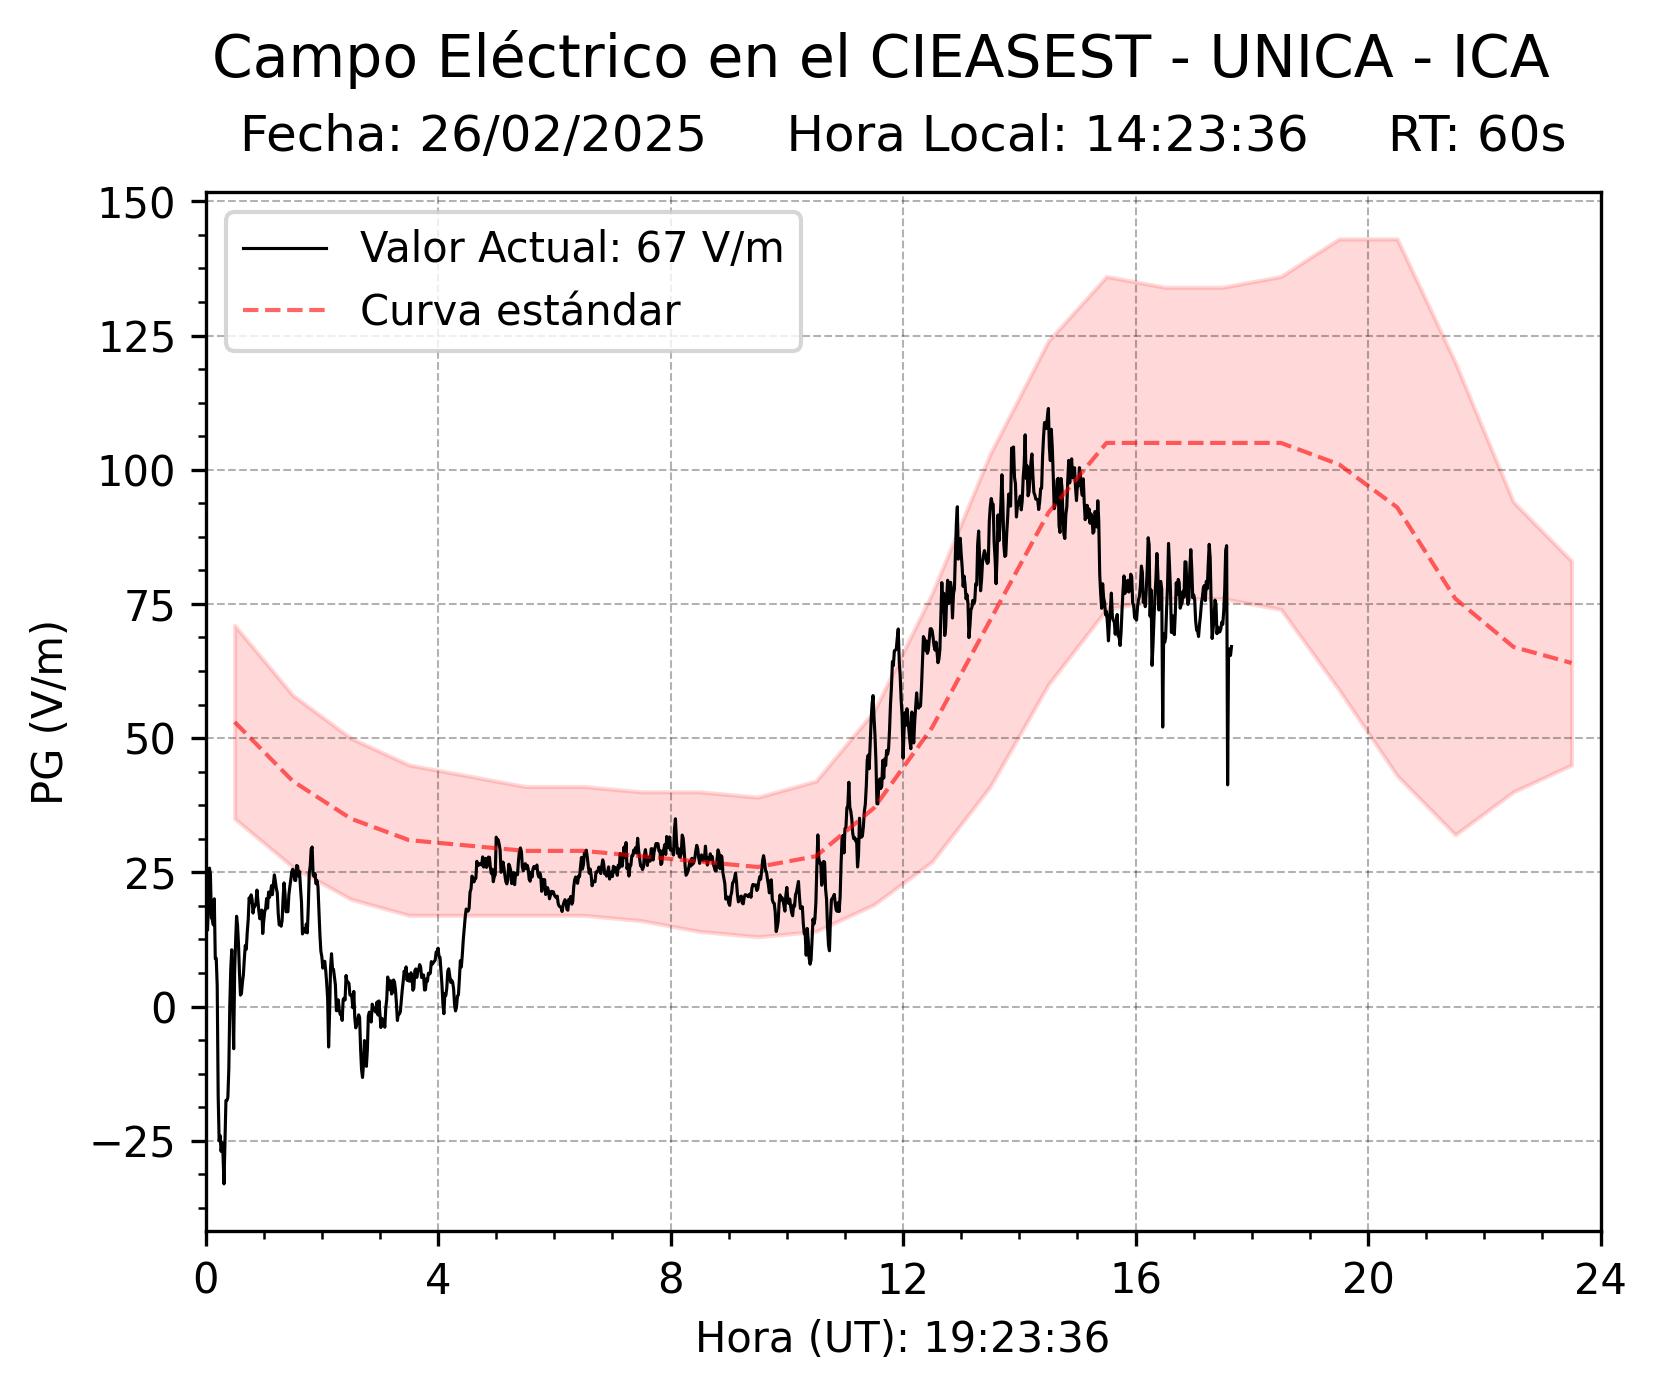 Campo Eléctrico en el CIEASEST - UNICA - ICA
Fecha: 26/02/2025 Hora Local: 14:23:36 RT: 60s
Valor Actual: 67 V/m
Curva estándar
PG (V/m)
150
125
100
75
50
25
0
−25
0 4 8 12 16 20 24
Hora (UT): 19:23:36